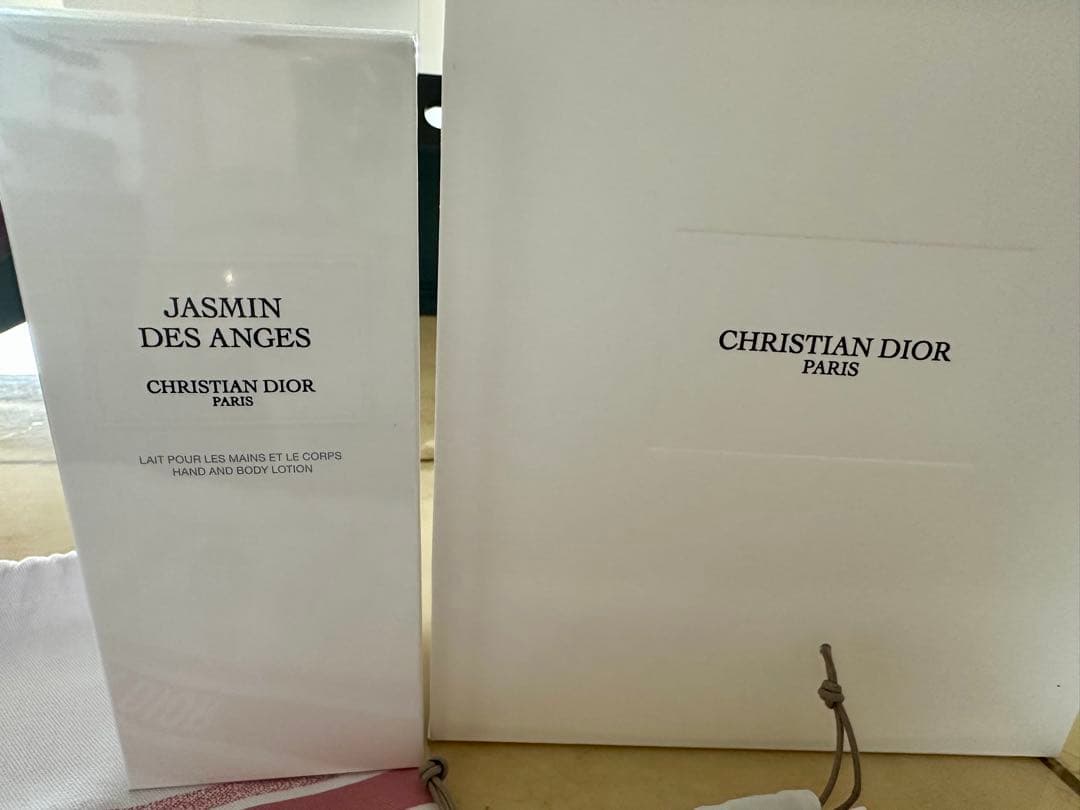 JASMIN
DES ANGES
CHRISTIAN DIOR
PARIS
LAIT POUR LES MAINS ET LE CORPS
HAND AND BODY LOTION
CHRISTIAN DIOR
PARIS